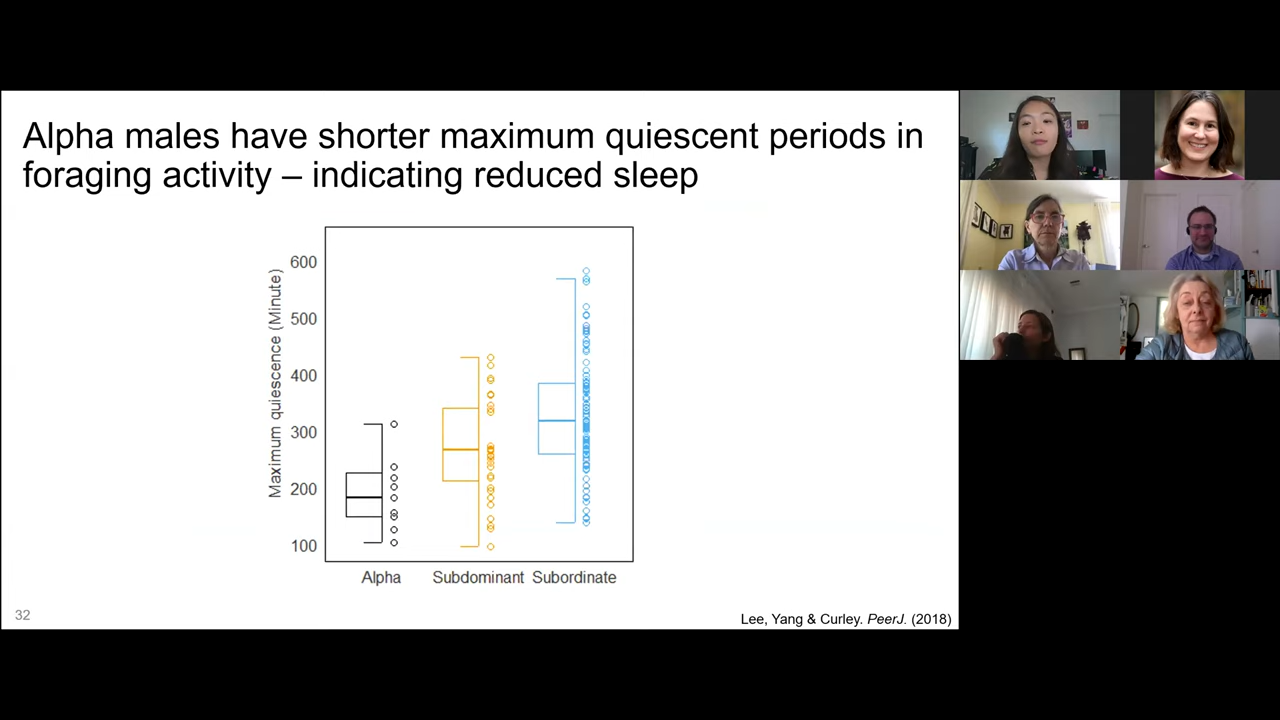 Alpha males have shorter maximum quiescent periods in
foraging activity – indicating reduced sleep
Maximum quiescence (Minute)
600
500
400
300
200
100
Alpha Subdominant Subordinate
32
Lee, Yang & Curley. PeerJ. (2018)